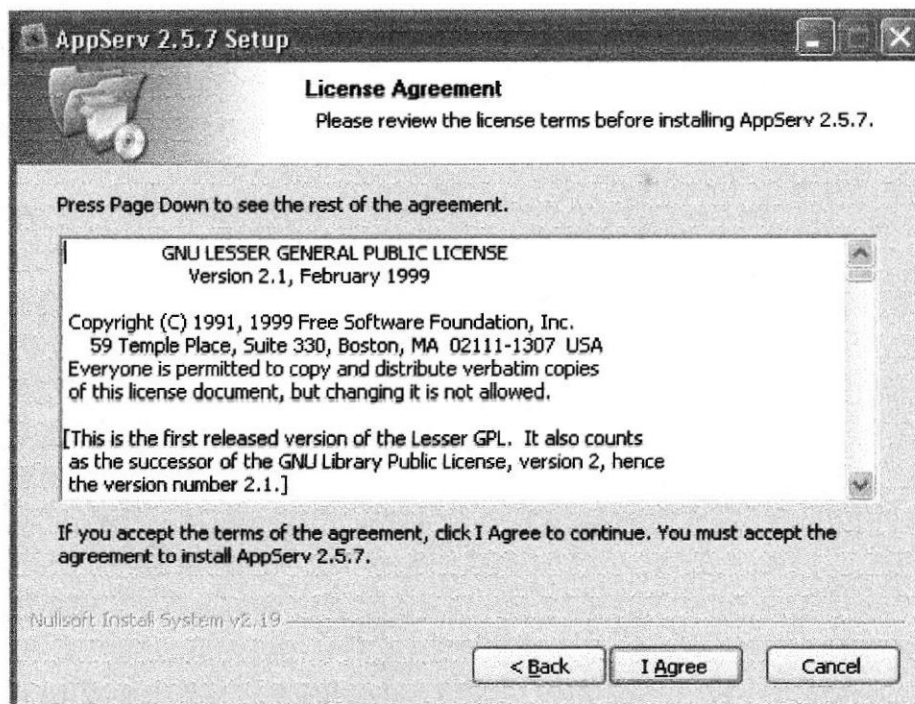 AppServ 2.5.7 Setup
License Agreement
Please review the license terms before installing AppServ 2.5.7.
Press Page Down to see the rest of the agreement.
GNU LESSER GENERAL PUBLIC LICENSE
Version 2.1, February 1999
Copyright (C) 1991, 1999 Free Software Foundation, Inc.
59 Temple Place, Suite 330, Boston, MA  02111-1307  USA
Everyone is permitted to copy and distribute verbatim copies
of this license document, but changing it is not allowed.
[This is the first released version of the Lesser GPL.  It also counts
as the successor of the GNU Library Public License, version 2, hence
the version number 2.1.]
If you accept the terms of the agreement, click I Agree to continue. You must accept the
agreement to install AppServ 2.5.7.
Nullsoft Install System v2.19
< Back I Agree Cancel